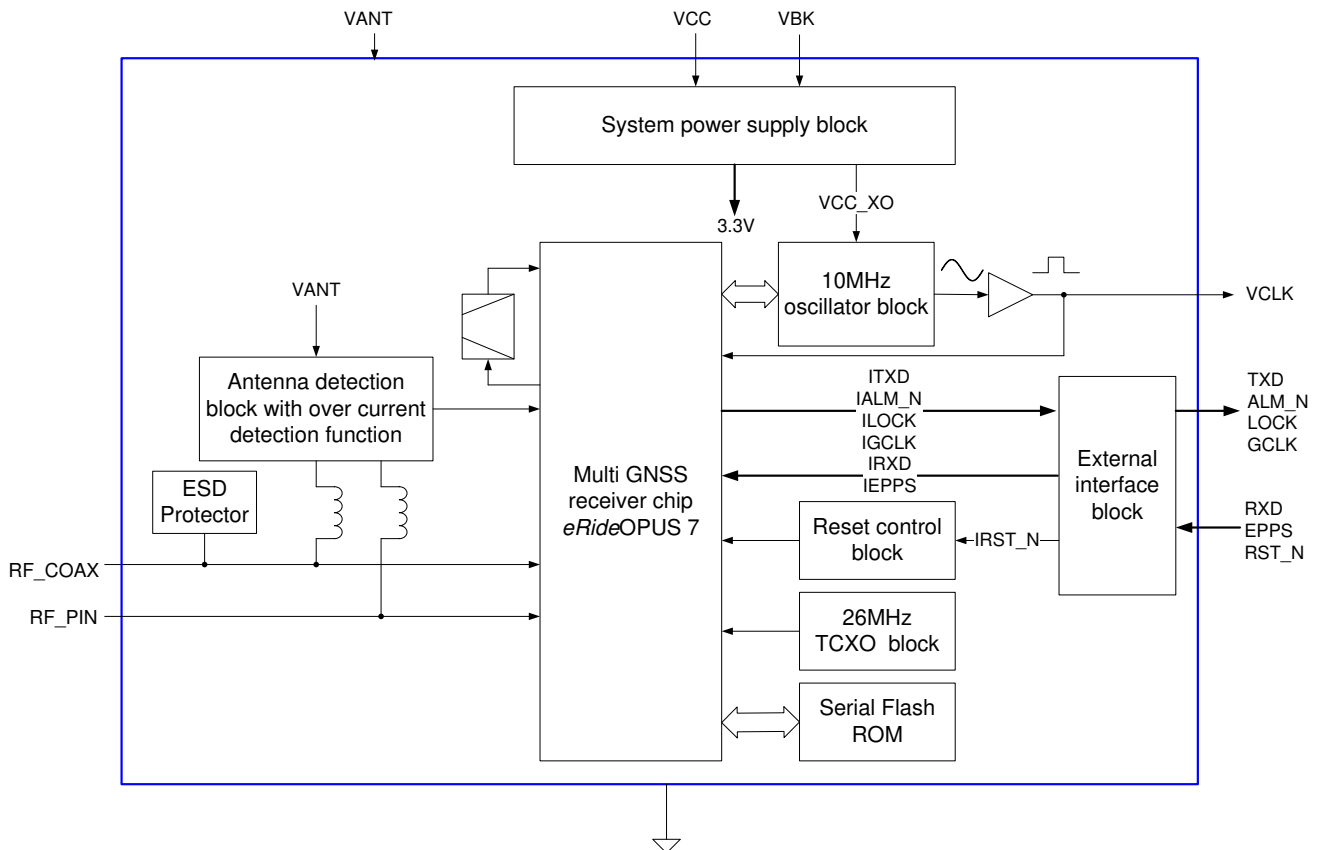 VANT
VCC
VBK
System power supply block
VCC_XO
3.3V
10MHz
oscillator block
VCLK
VANT
Antenna detection
block with over current
detection function
ESD
Protector
RF_COAX
RF_PIN
Multi GNSS
receiver chip
eRideOPUS 7
ITXD
IALM_N
ILOCK
IGCLK
IRXD
IEPPS
Reset control
block
IRST_N
26MHz
TCXO block
Serial Flash
ROM
External
interface
block
TXD
ALM_N
LOCK
GCLK
RXD
EPPS
RST_N